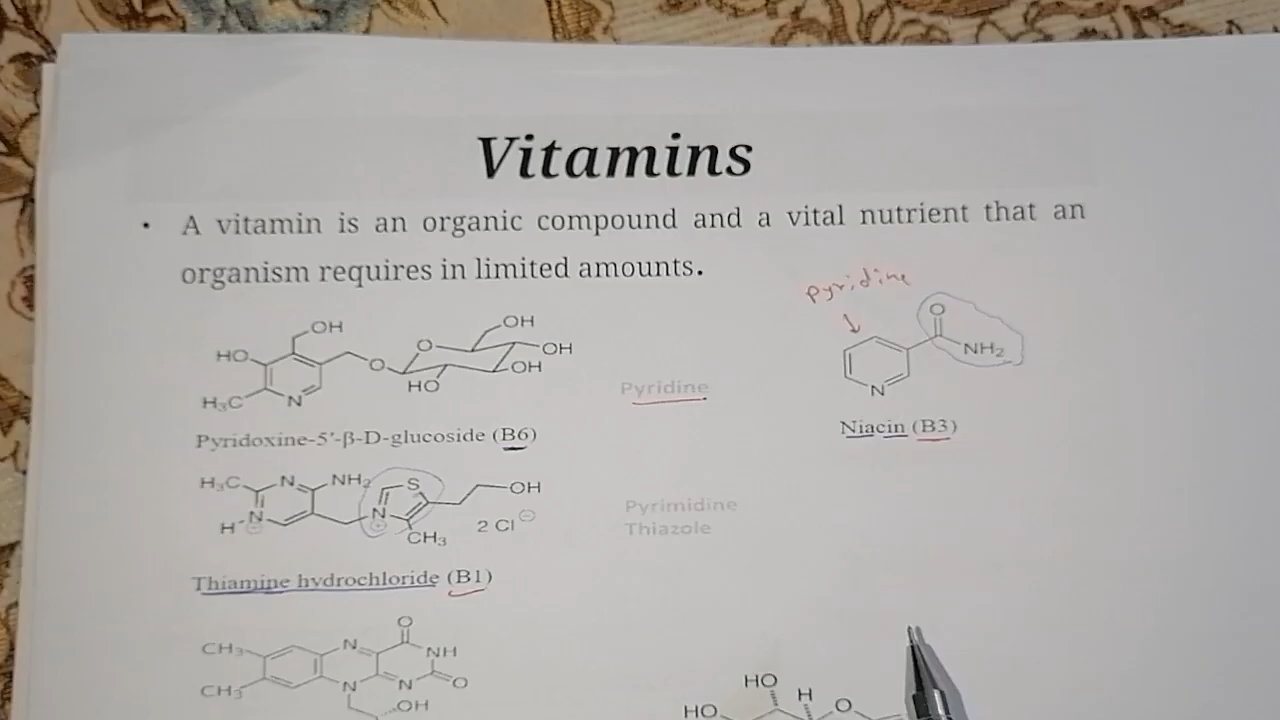 Vitamins
• A vitamin is an organic compound and a vital nutrient that an
organism requires in limited amounts.
pyridine
OH
HO
H₃C
N
O
O
HO
OH
OH
OH
Pyridine
O
NH₂
N
Pyridoxine-5'-β-D-glucoside (B6)
Niacin (B3)
H₃C
N
NH₂
H
N
⊕
N
⊕
S
CH₃
OH
2 Cl⊖
Pyrimidine
Thiazole
Thiamine hydrochloride (B1)
CH₃
CH₃
N
N
O
NH
N
O
OH
HO
HO
H
O